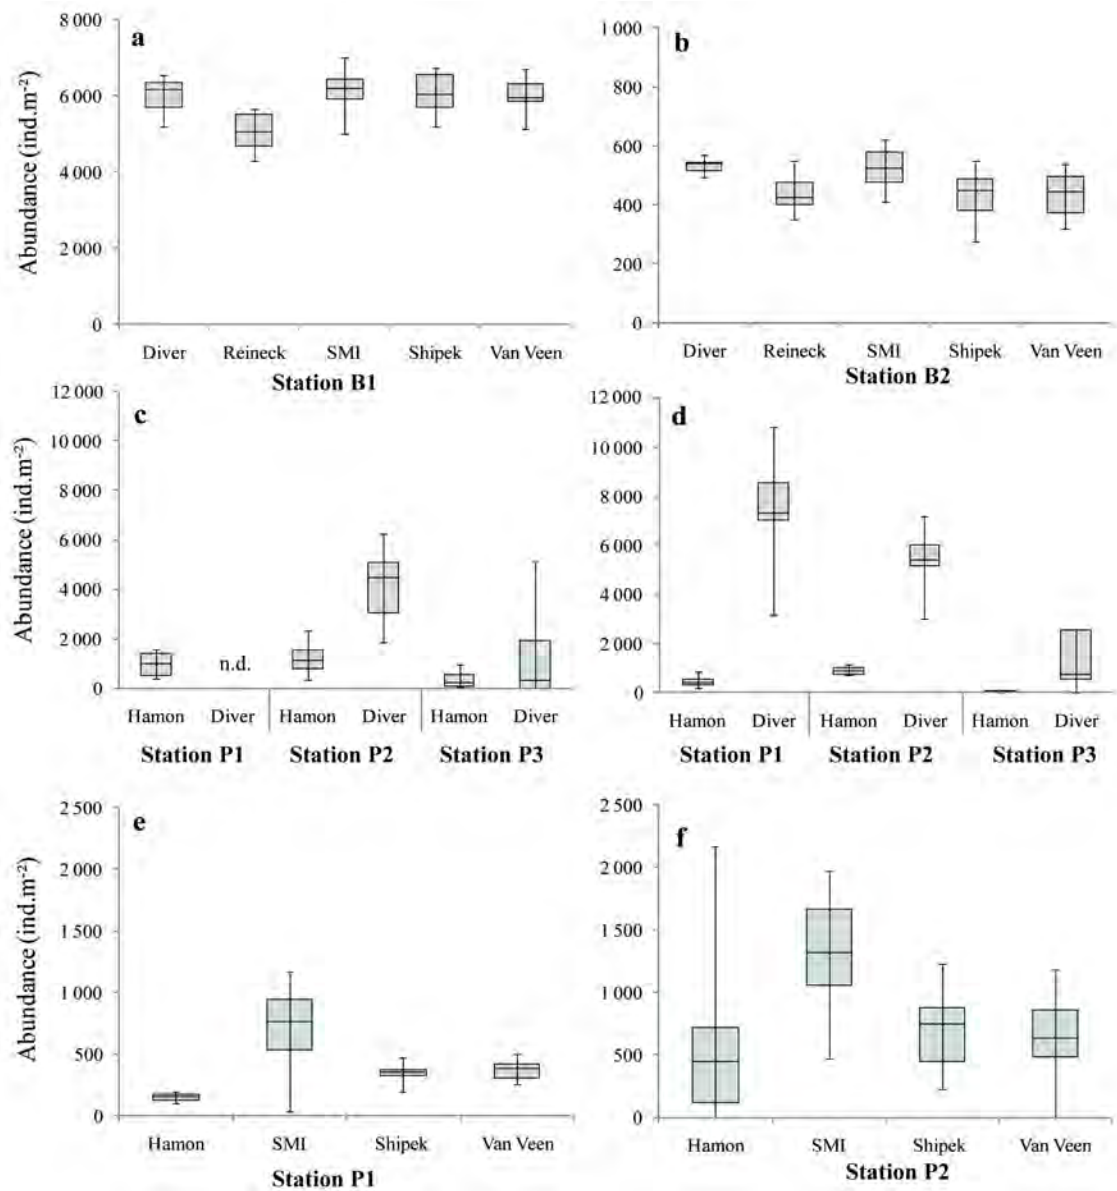 a
8 000
6 000
4 000
2 000
0
Abundance (ind.m-2)
Diver Reineck SMI Shipek Van Veen
Station B1
b
1 000
800
600
400
200
0
Diver Reineck SMI Shipek Van Veen
Station B2
c
12 000
10 000
8 000
6 000
4 000
2 000
0
Abundance (ind.m-2)
n.d.
Hamon Diver Hamon Diver Hamon Diver
Station P1 Station P2 Station P3
d
12 000
10 000
8 000
6 000
4 000
2 000
0
Hamon Diver Hamon Diver Hamon Diver
Station P1 Station P2 Station P3
e
2 500
2 000
1 500
1 000
500
0
Abundance (ind.m-2)
Hamon SMI Shipek Van Veen
Station P1
f
2 500
2 000
1 500
1 000
500
0
Hamon SMI Shipek Van Veen
Station P2